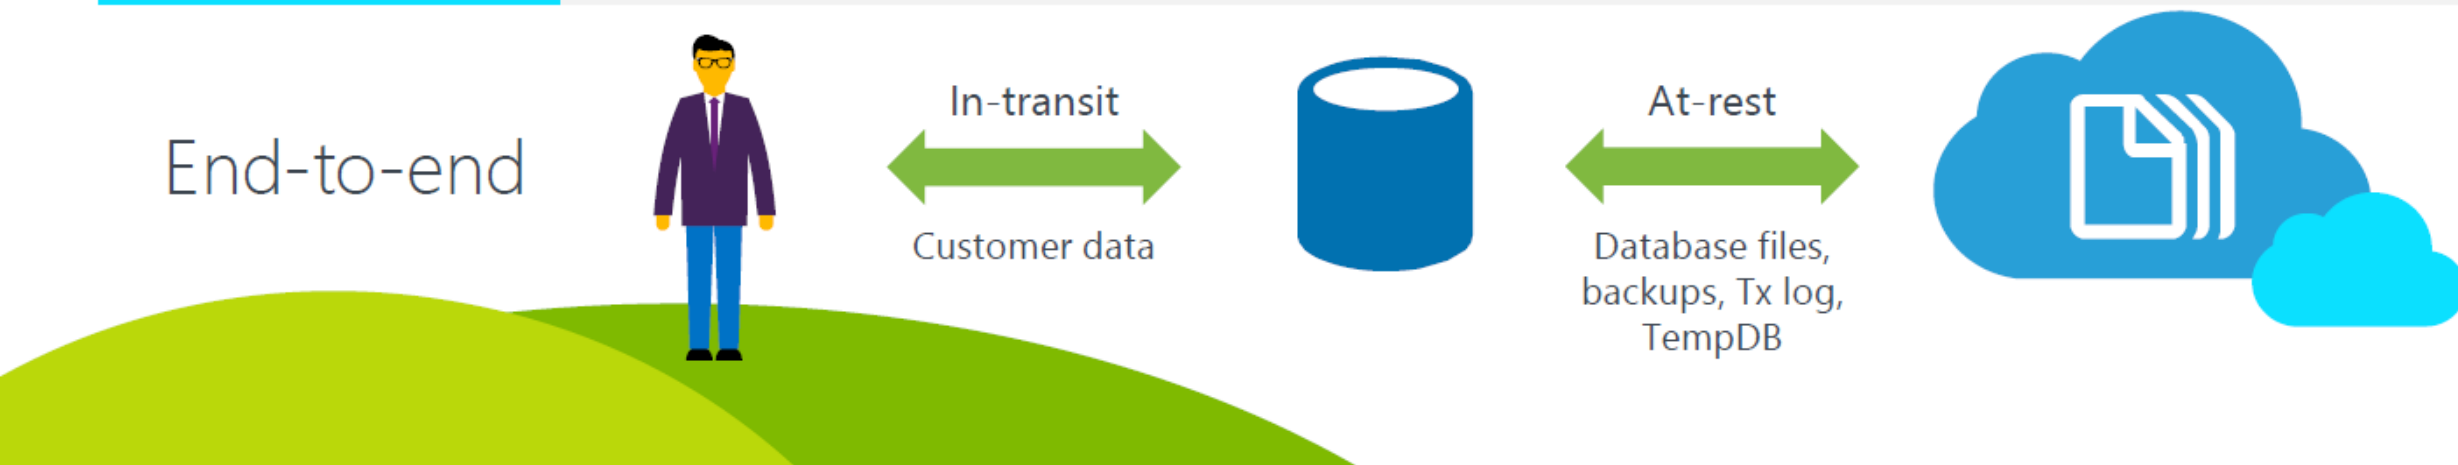 End-to-end
In-transit
Customer data
At-rest
Database files,
backups, Tx log,
TempDB